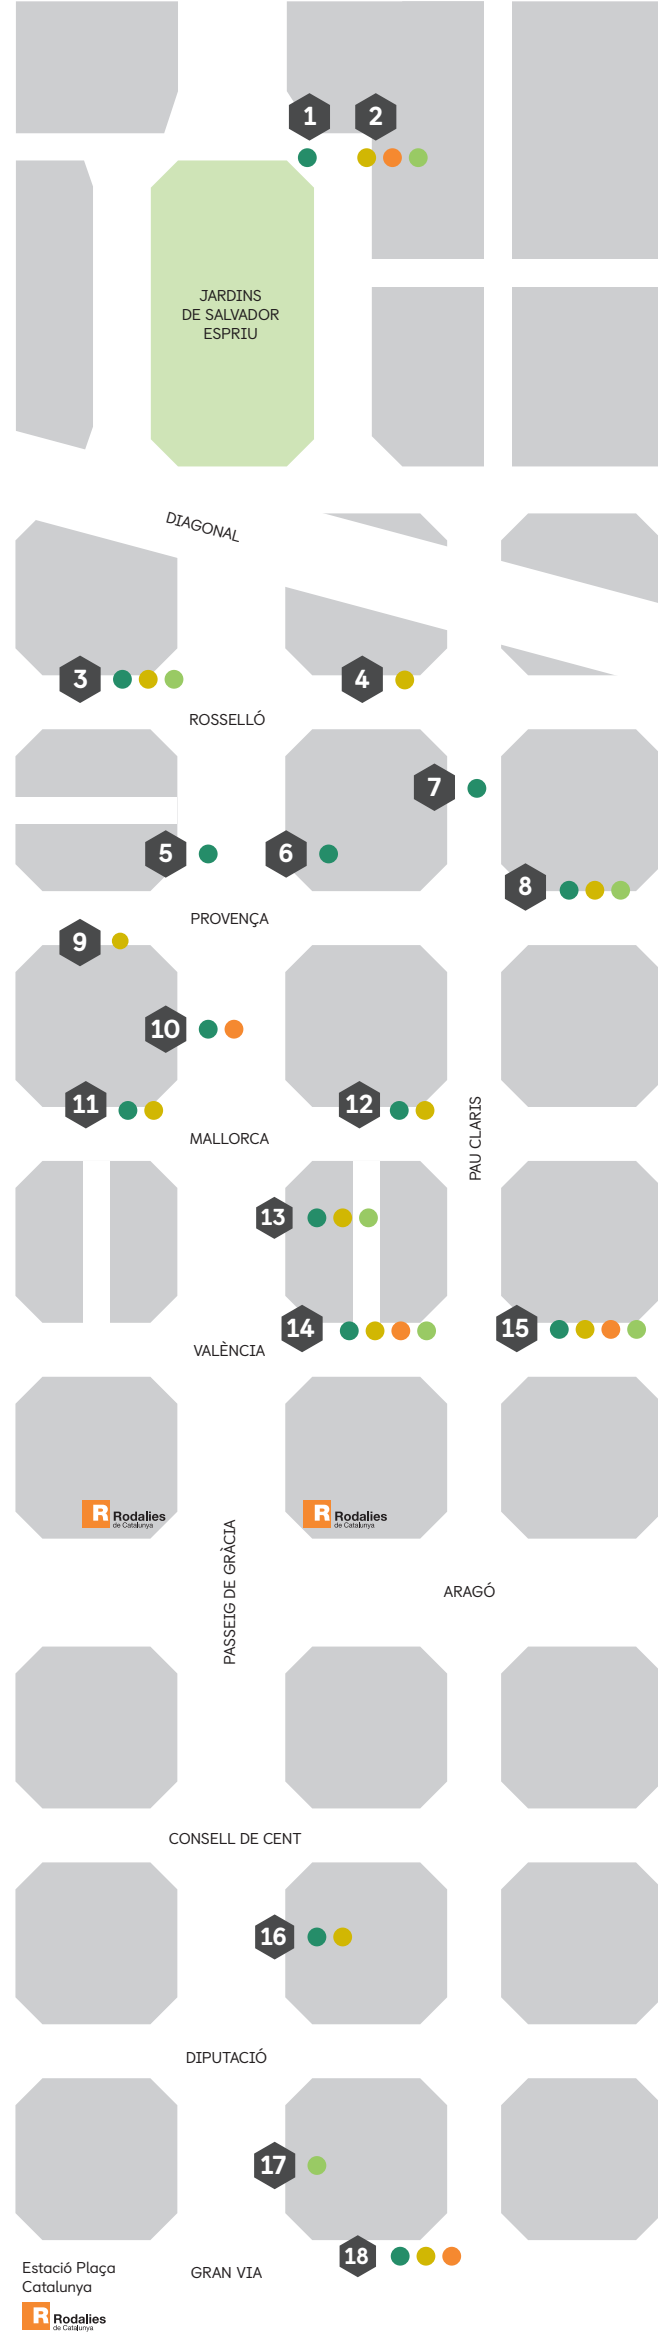 1
2
JARDINS
DE SALVADOR
ESPRIU
DIAGONAL
3
4
ROSSELLÓ
7
5
6
8
PROVENÇA
9
10
11
12
PAU CLARIS
MALLORCA
13
14
15
VALÈNCIA
R Rodalies
de Catalunya
R Rodalies
de Catalunya
PASSEIG DE GRÀCIA
ARAGÓ
CONSELL DE CENT
16
DIPUTACIÓ
17
18
Estació Plaça
Catalunya
GRAN VIA
R Rodalies
de Catalunya